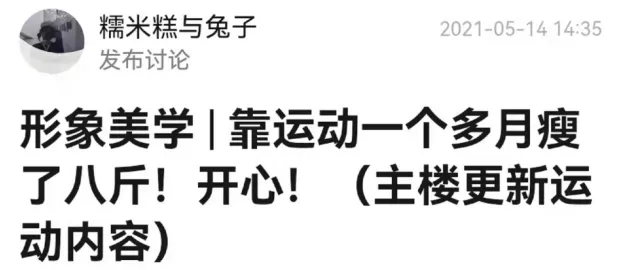 糯米糕与兔子
2021-05-14 14:35
发布讨论
形象美学 | 靠运动一个多月瘦
了八斤！开心！（主楼更新运
动内容）